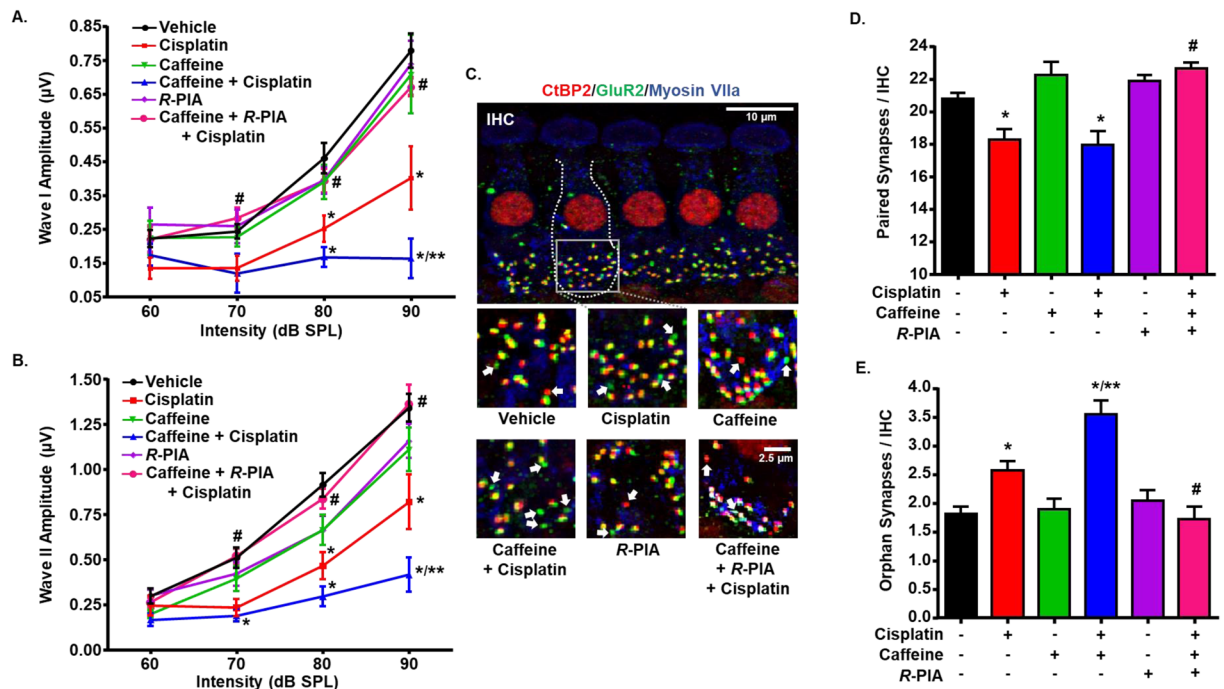 A.
0.85
0.75
0.65
0.55
0.45
0.35
0.25
0.15
0.05
Wave I Amplitude (µV)
Vehicle
Cisplatin
Caffeine
Caffeine + Cisplatin
R-PIA
Caffeine + R-PIA
+ Cisplatin
#
#
#
*
*
*
*/**
60
70
80
90
Intensity (dB SPL)
B.
1.50
1.25
1.00
0.75
0.50
0.25
0.00
Wave II Amplitude (µV)
Vehicle
Cisplatin
Caffeine
Caffeine + Cisplatin
R-PIA
Caffeine + R-PIA
+ Cisplatin
#
#
#
*
*
*
*
*/**
60
70
80
90
Intensity (dB SPL)
C.
CtBP2/GluR2/Myosin VIIa
IHC
10 µm
Vehicle
Cisplatin
Caffeine
2.5 µm
Caffeine
+ Cisplatin
R-PIA
Caffeine
+ R-PIA
+ Cisplatin
D.
24
22
20
18
16
14
12
10
Paired Synapses / IHC
*
*
#
Cisplatin - + - + - +
Caffeine - - + + - +
R-PIA - - - - + +
E.
4.0
3.5
3.0
2.5
2.0
1.5
1.0
0.5
0.0
Orphan Synapses / IHC
*
*/**
#
Cisplatin - + - + - +
Caffeine - - + + - +
R-PIA - - - - + +